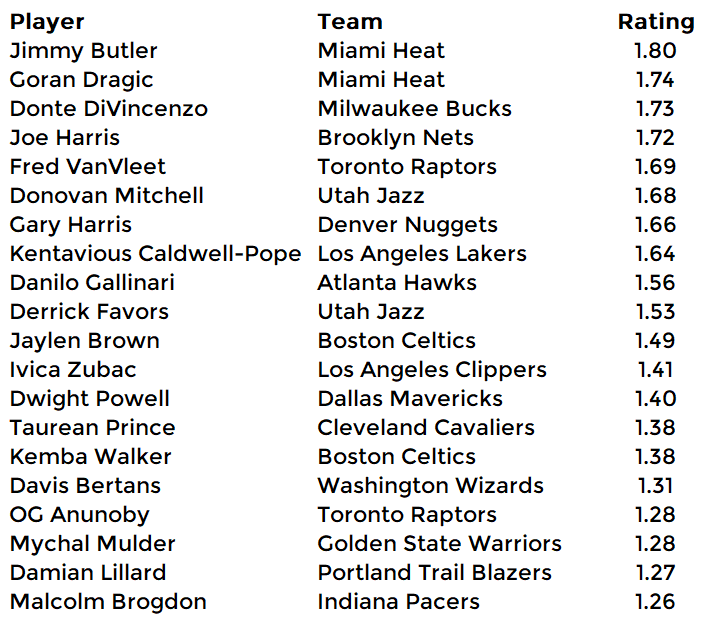 Player Team Rating
Jimmy Butler Miami Heat 1.80
Goran Dragic Miami Heat 1.74
Donte DiVincenzo Milwaukee Bucks 1.73
Joe Harris Brooklyn Nets 1.72
Fred VanVleet Toronto Raptors 1.69
Donovan Mitchell Utah Jazz 1.68
Gary Harris Denver Nuggets 1.66
Kentavious Caldwell-Pope Los Angeles Lakers 1.64
Danilo Gallinari Atlanta Hawks 1.56
Derrick Favors Utah Jazz 1.53
Jaylen Brown Boston Celtics 1.49
Ivica Zubac Los Angeles Clippers 1.41
Dwight Powell Dallas Mavericks 1.40
Taurean Prince Cleveland Cavaliers 1.38
Kemba Walker Boston Celtics 1.38
Davis Bertans Washington Wizards 1.31
OG Anunoby Toronto Raptors 1.28
Mychal Mulder Golden State Warriors 1.28
Damian Lillard Portland Trail Blazers 1.27
Malcolm Brogdon Indiana Pacers 1.26